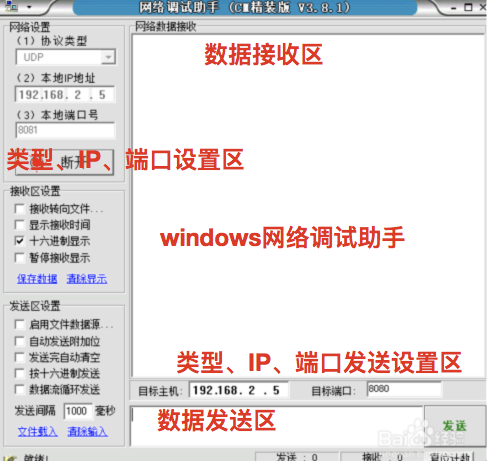 网络调试助手 (C精装版 V3.8.1)
网络设置
(1) 协议类型
UDP
(2) 本地IP地址
192.168. 2 . 5
(3) 本地端口号
8081
断开
类型、IP、端口设置区
接收区设置
接收转向文件...
显示接收时间
十六进制显示
暂停接收显示
保存数据 清除显示
发送区设置
启用文件数据源...
自动发送附加位
发送完自动清空
按十六进制发送
数据流循环发送
发送间隔 1000 毫秒
文件载入 清除输入
网络数据接收
数据接收区
windows网络调试助手
类型、IP、端口发送设置区
目标主机: 192.168. 2 . 5 目标端口: 8080
数据发送区
发送
就绪!
发送 : 0 接收 : 0 复位计数